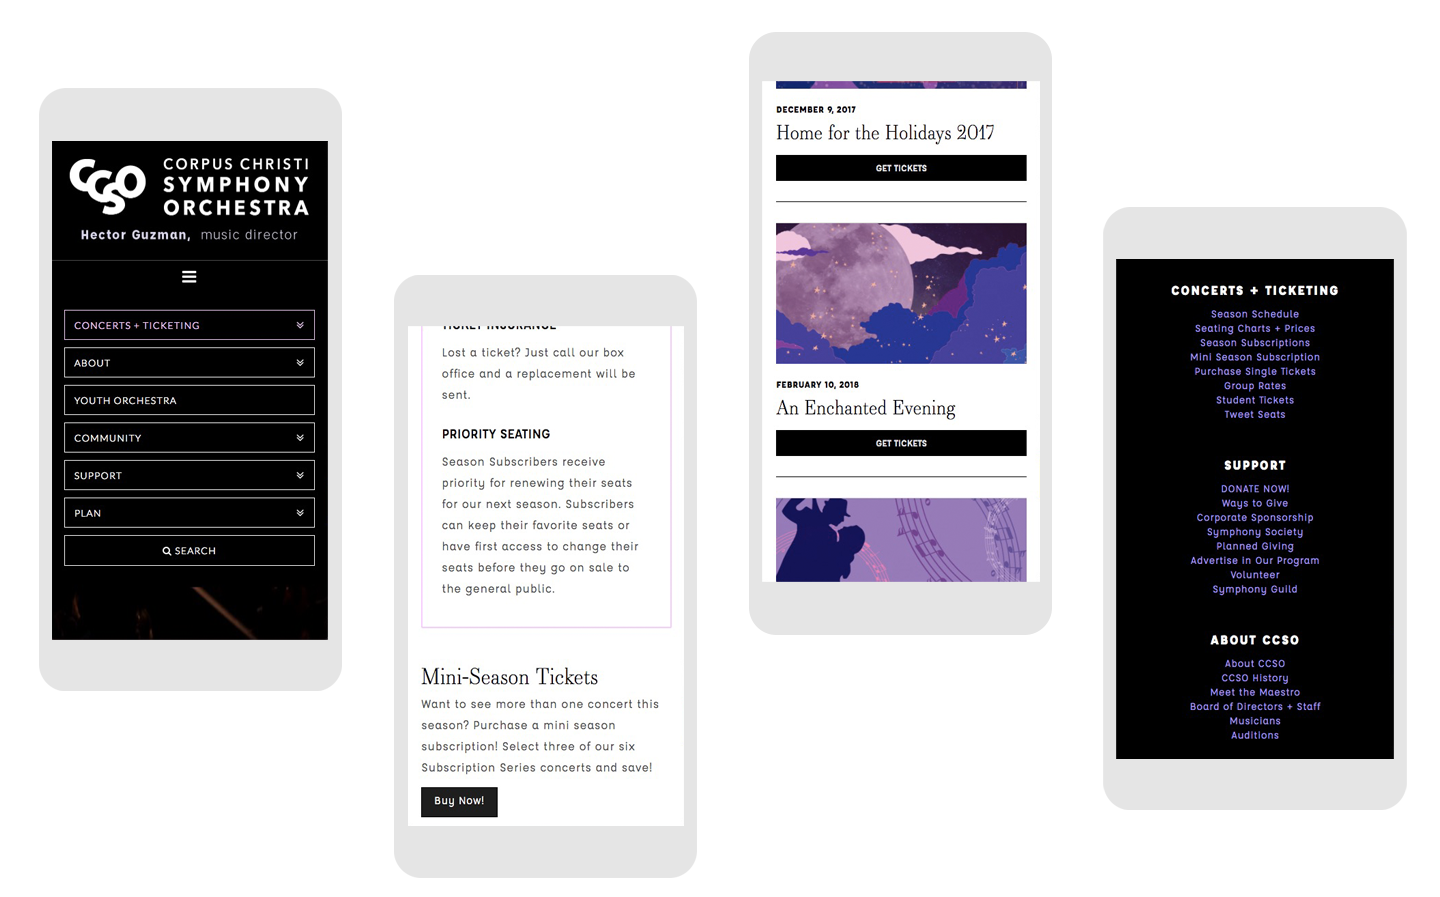 CCSO
CORPUS CHRISTI
SYMPHONY
ORCHESTRA
Hector Guzman, music director
CONCERTS + TICKETING
ABOUT
YOUTH ORCHESTRA
COMMUNITY
SUPPORT
PLAN
SEARCH
TICKET INSURANCE
Lost a ticket? Just call our box
office and a replacement will be
sent.
PRIORITY SEATING
Season Subscribers receive
priority for renewing their seats
for our next season. Subscribers
can keep their favorite seats or
have first access to change their
seats before they go on sale to
the general public.
Mini-Season Tickets
Want to see more than one concert this
season? Purchase a mini season
subscription! Select three of our six
Subscription Series concerts and save!
Buy Now!
DECEMBER 9, 2017
Home for the Holidays 2017
GET TICKETS
FEBRUARY 10, 2018
An Enchanted Evening
GET TICKETS
CONCERTS + TICKETING
Season Schedule
Seating Charts + Prices
Season Subscriptions
Mini Season Subscription
Purchase Single Tickets
Group Rates
Student Tickets
Tweet Seats
SUPPORT
DONATE NOW!
Ways to Give
Corporate Sponsorship
Symphony Society
Planned Giving
Advertise in Our Program
Volunteer
Symphony Guild
ABOUT CCSO
About CCSO
CCSO History
Meet the Maestro
Board of Directors + Staff
Musicians
Auditions